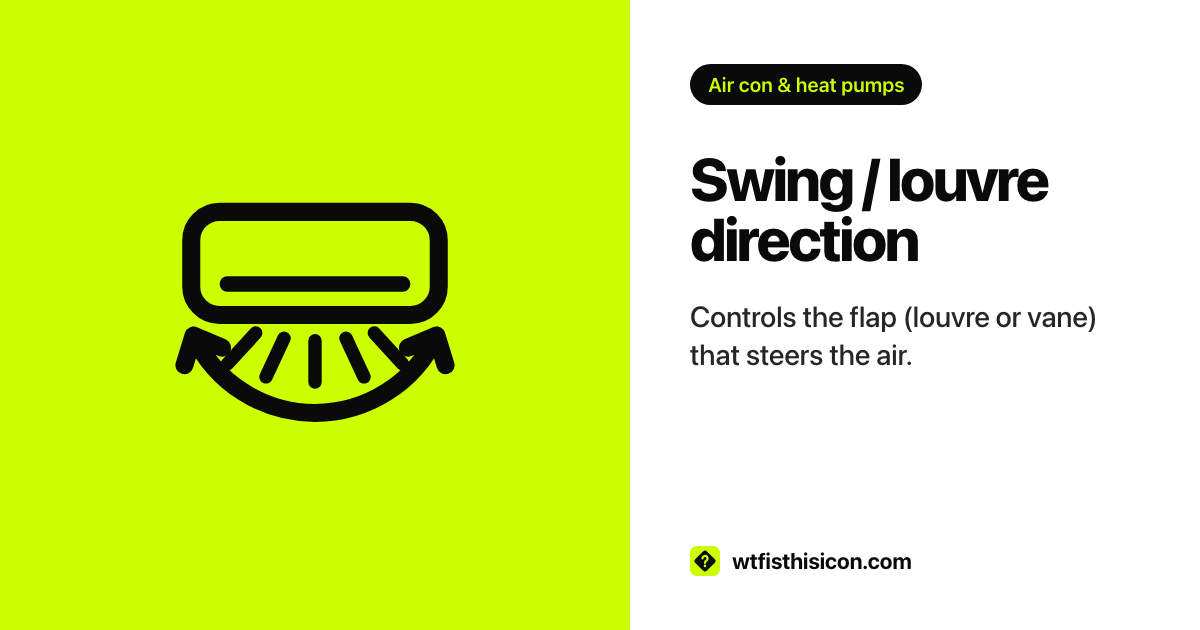 Air con & heat pumps
Swing / louvre
direction
Controls the flap (louvre or vane)
that steers the air.
?
wtfisthisicon.com